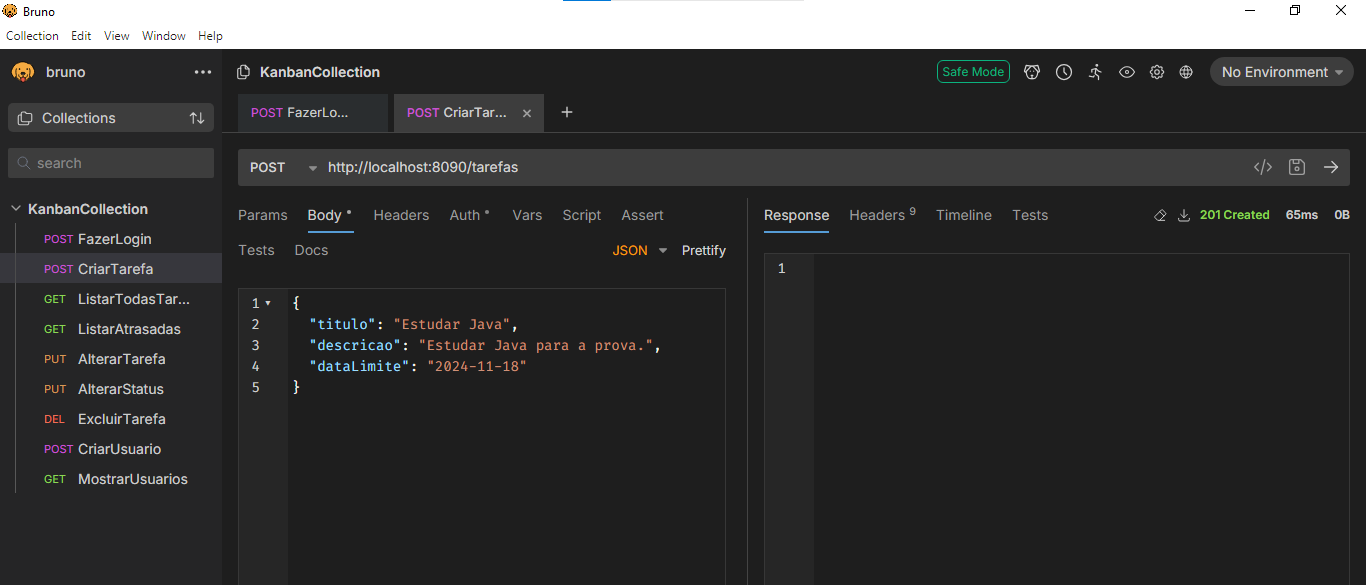 Bruno
Collection Edit View Window Help
bruno
KanbanCollection
Safe Mode
No Environment
Collections
POST FazerLo...
POST CriarTar...
search
POST http://localhost:8090/tarefas
KanbanCollection
POST FazerLogin
POST CriarTarefa
GET ListarTodasTar...
GET ListarAtrasadas
PUT AlterarTarefa
PUT AlterarStatus
DEL ExcluirTarefa
POST CriarUsuario
GET MostrarUsuarios
Params Body Headers Auth Vars Script Assert
Tests Docs JSON Prettify
1 {
2 "titulo": "Estudar Java",
3 "descricao": "Estudar Java para a prova.",
4 "dataLimite": "2024-11-18"
5 }
Response Headers 9 Timeline Tests 201 Created 65ms 0B
1